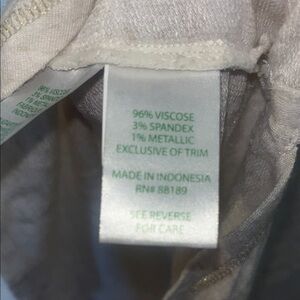 96% VISCOSE
3% SPANDEX
1% METALLIC
EXCLUSIVE OF TRIM
MADE IN INDONESIA
RN# 88189
SEE REVERSE
FOR CARE